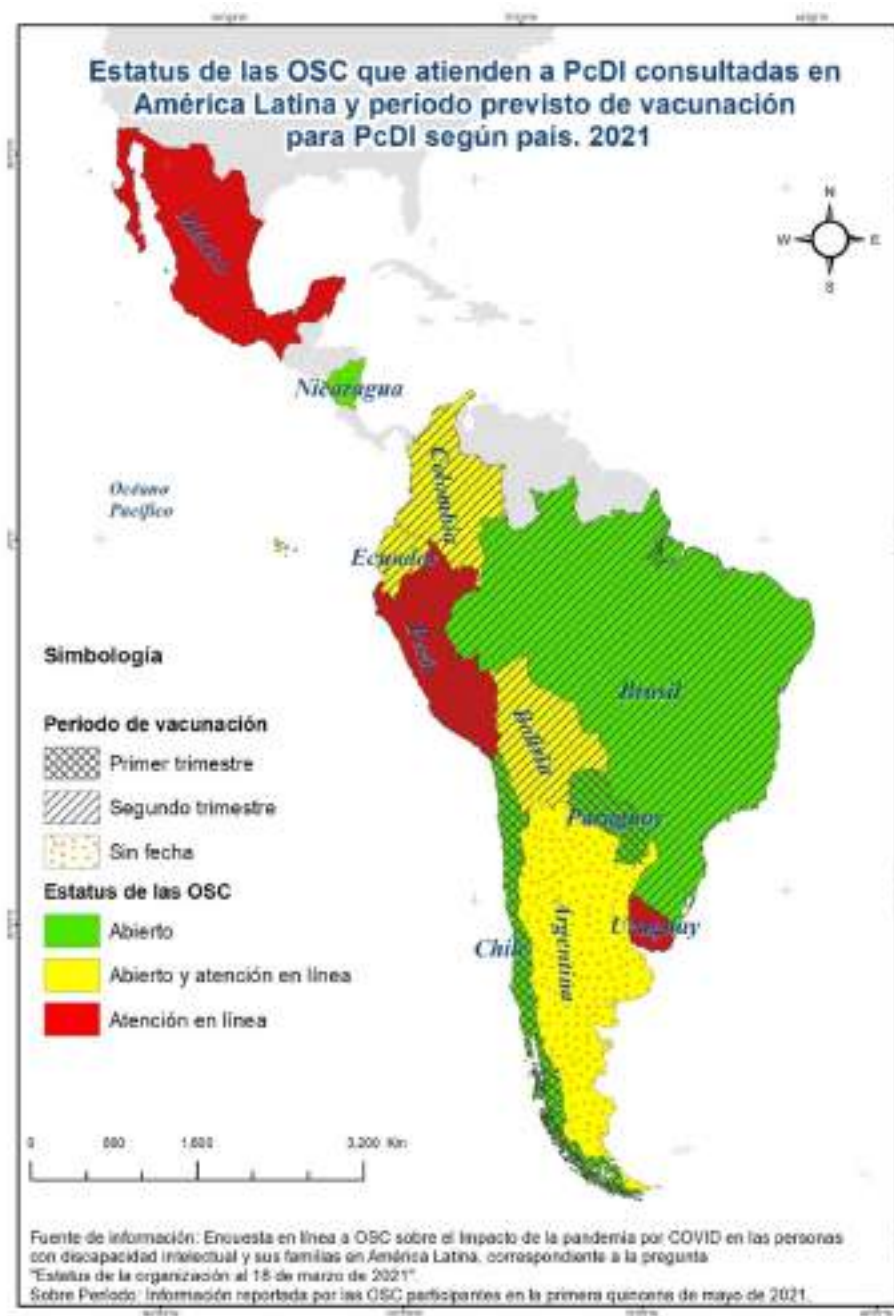 Estatus de las OSC que atienden a PcDI consultadas en
América Latina y período previsto de vacunación
para PcDI según país. 2021
N
W
E
S
México
Nicaragua
Océano
Pacífico
Colombia
Ecuador
Perú
Brasil
Bolivia
Paraguay
Uruguay
Chile
Argentina
Simbología
Período de vacunación
Primer trimestre
Segundo trimestre
Sin fecha
Estatus de las OSC
Abierto
Abierto y atención en línea
Atención en línea
0
800
1,600
3,200 Km
Fuente de información: Encuesta en línea a OSC sobre el Impacto de la pandemia por COVID en las personas
con discapacidad intelectual y sus familias en América Latina, correspondiente a la pregunta
"Estatus de la organización al 18 de marzo de 2021".
Sobre Período: Información reportada por las OSC participantes en la primera quincena de mayo de 2021.